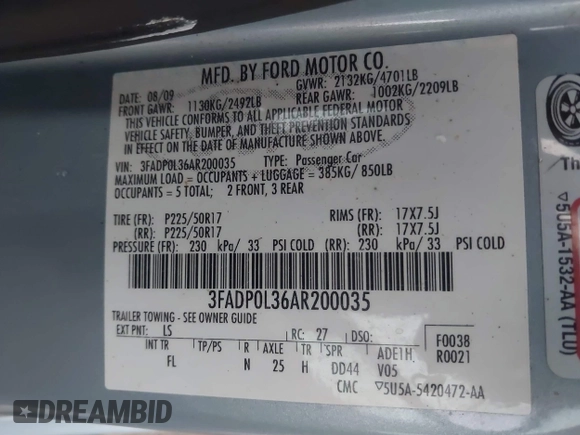 MFD. BY FORD MOTOR CO.
DATE: 08/09 GVWR: 2132KG/4701LB
FRONT GAWR: 1130KG/2492LB REAR GAWR: 1002KG/2209LB
THIS VEHICLE CONFORMS TO ALL APPLICABLE FEDERAL MOTOR
VEHICLE SAFETY, BUMPER, AND THEFT PREVENTION STANDARDS
IN EFFECT ON THE DATE OF MANUFACTURE SHOWN ABOVE.
VIN: 3FADP0L36AR200035 TYPE: Passenger Car
MAXIMUM LOAD = OCCUPANTS + LUGGAGE = 385KG/ 850LB
OCCUPANTS = 5 TOTAL; 2 FRONT, 3 REAR
TIRE (FR): P225/50R17 RIMS (FR): 17X7.5J
(RR): P225/50R17 (RR): 17X7.5J
PRESSURE (FR): 230 kPa/ 33 PSI COLD (RR): 230 kPa/ 33 PSI COLD
3FADP0L36AR200035
TRAILER TOWING - SEE OWNER GUIDE
EXT PNT: LS RC: 27 DSO: F0038
INT TR TP/PS R AXLE TR SPR ADE1H R0021
FL N 25 H DD44 V05
CMC ▽5U5A-5420472-AA
Th
▽5U5A-1532-AA (TL0)
DREAMBID